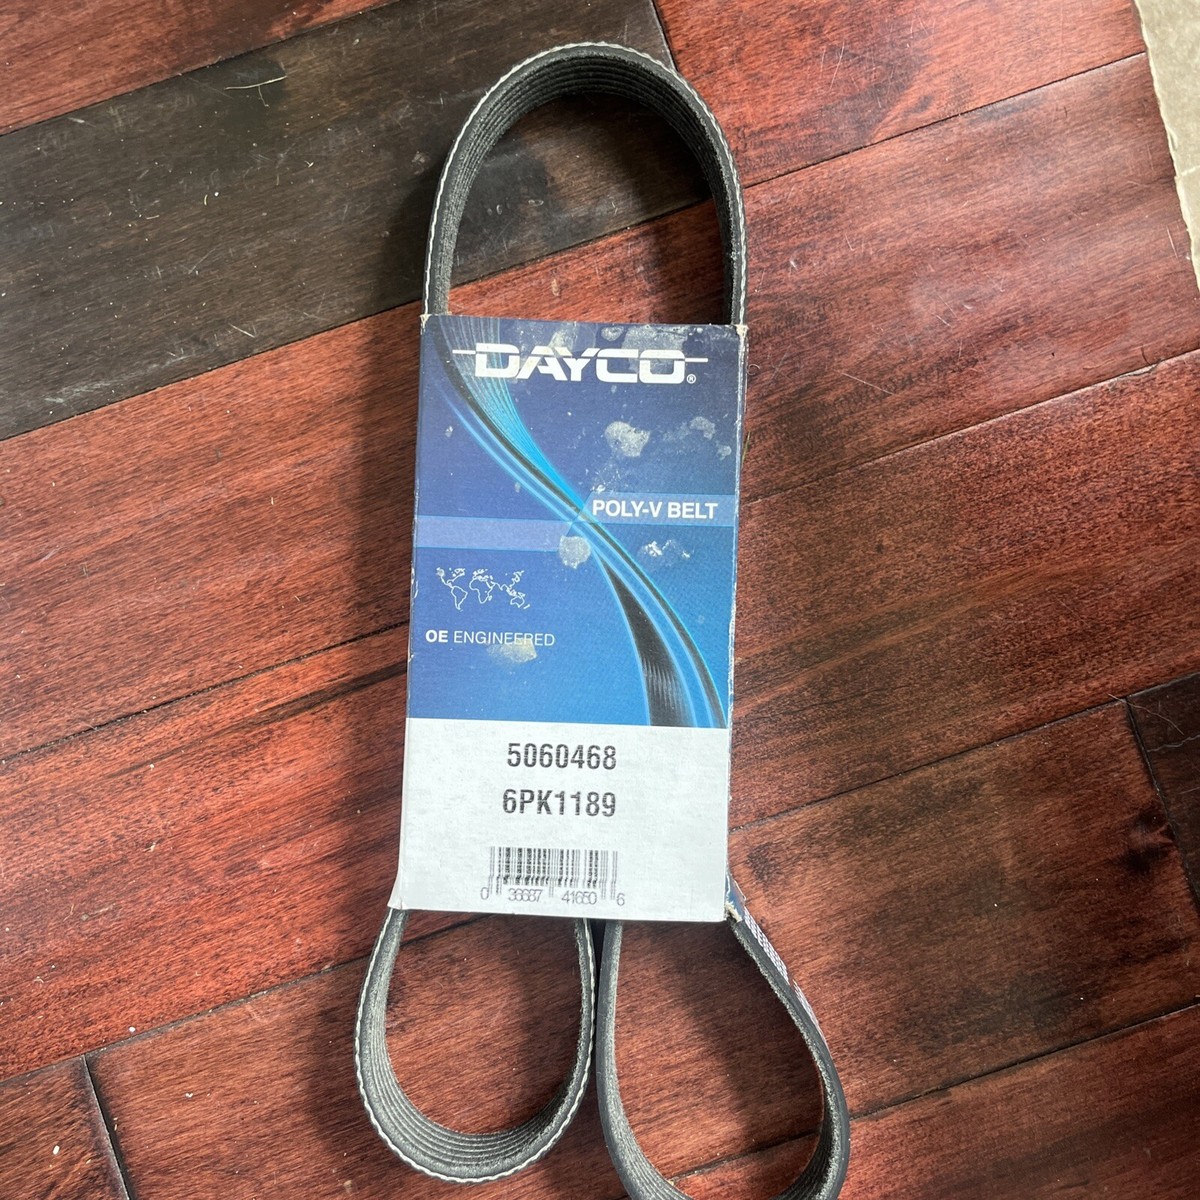 DAYCO®
POLY-V BELT
OE ENGINEERED
5060468
6PK1189
0 36687 41650 6